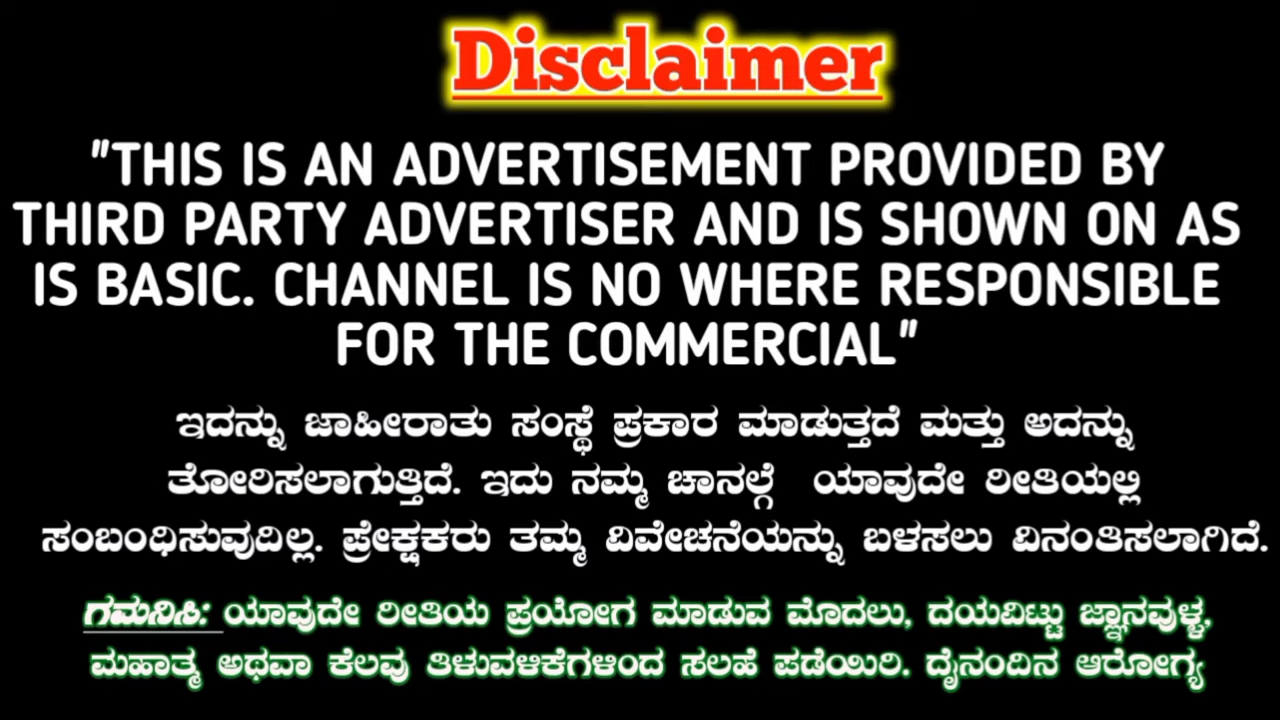 Disclaimer
"THIS IS AN ADVERTISEMENT PROVIDED BY
THIRD PARTY ADVERTISER AND IS SHOWN ON AS
IS BASIC. CHANNEL IS NO WHERE RESPONSIBLE
FOR THE COMMERCIAL"
ಇದನ್ನು ಜಾಹೀರಾತು ಸಂಸ್ಥೆ ಪ್ರಕಾರ ಮಾಡುತ್ತದೆ ಮತ್ತು ಅದನ್ನು
ತೋರಿಸಲಾಗುತ್ತಿದೆ. ಇದು ನಮ್ಮ ಚಾನಲ್ಗೆ ಯಾವುದೇ ರೀತಿಯಲ್ಲಿ
ಸಂಬಂಧಿಸುವುದಿಲ್ಲ. ಪ್ರೇಕ್ಷಕರು ತಮ್ಮ ವಿವೇಚನೆಯನ್ನು ಬಳಸಲು ವಿನಂತಿಸಲಾಗಿದೆ.
ಗಮನಿಸಿ: ಯಾವುದೇ ರೀತಿಯ ಪ್ರಯೋಗ ಮಾಡುವ ಮೊದಲು, ದಯವಿಟ್ಟು ಜ್ಞಾನವುಳ್ಳ,
ಮಹಾತ್ಮ ಅಥವಾ ಕೆಲವು ತಿಳುವಳಿಕೆಗಳಿಂದ ಸಲಹೆ ಪಡೆಯಿರಿ. ದೈನಂದಿನ ಆರೋಗ್ಯ